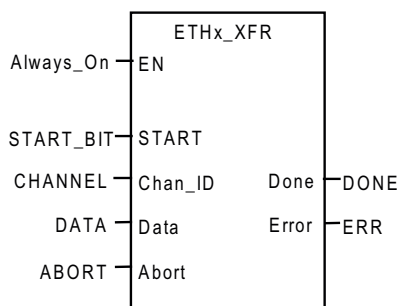 ETHx_XFR
Always_On EN
START_BIT START
CHANNEL Chan_ID Done DONE
DATA Data Error ERR
ABORT Abort